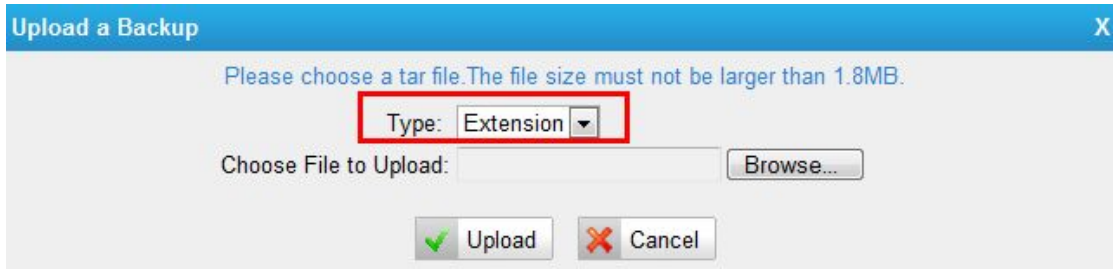 Upload a Backup X
Please choose a tar file.The file size must not be larger than 1.8MB.
Type: Extension
Choose File to Upload: Browse...
Upload Cancel